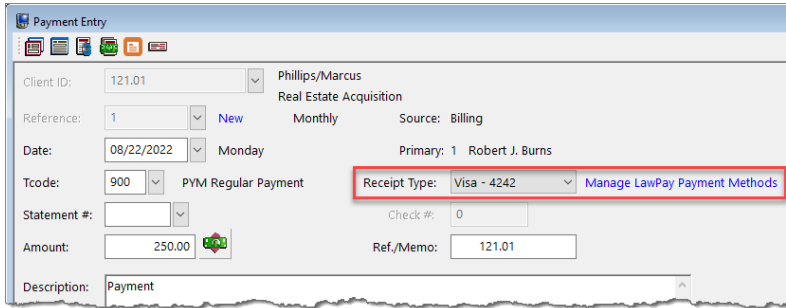 Payment Entry
Client ID: 121.01 Phillips/Marcus
Real Estate Acquisition
Reference: 1 New Monthly Source: Billing
Date: 08/22/2022 Monday Primary: 1 Robert J. Burns
Tcode: 900 PYM Regular Payment Receipt Type: Visa - 4242 Manage LawPay Payment Methods
Statement #: Check #: 0
Amount: 250.00 Ref./Memo: 121.01
Description: Payment